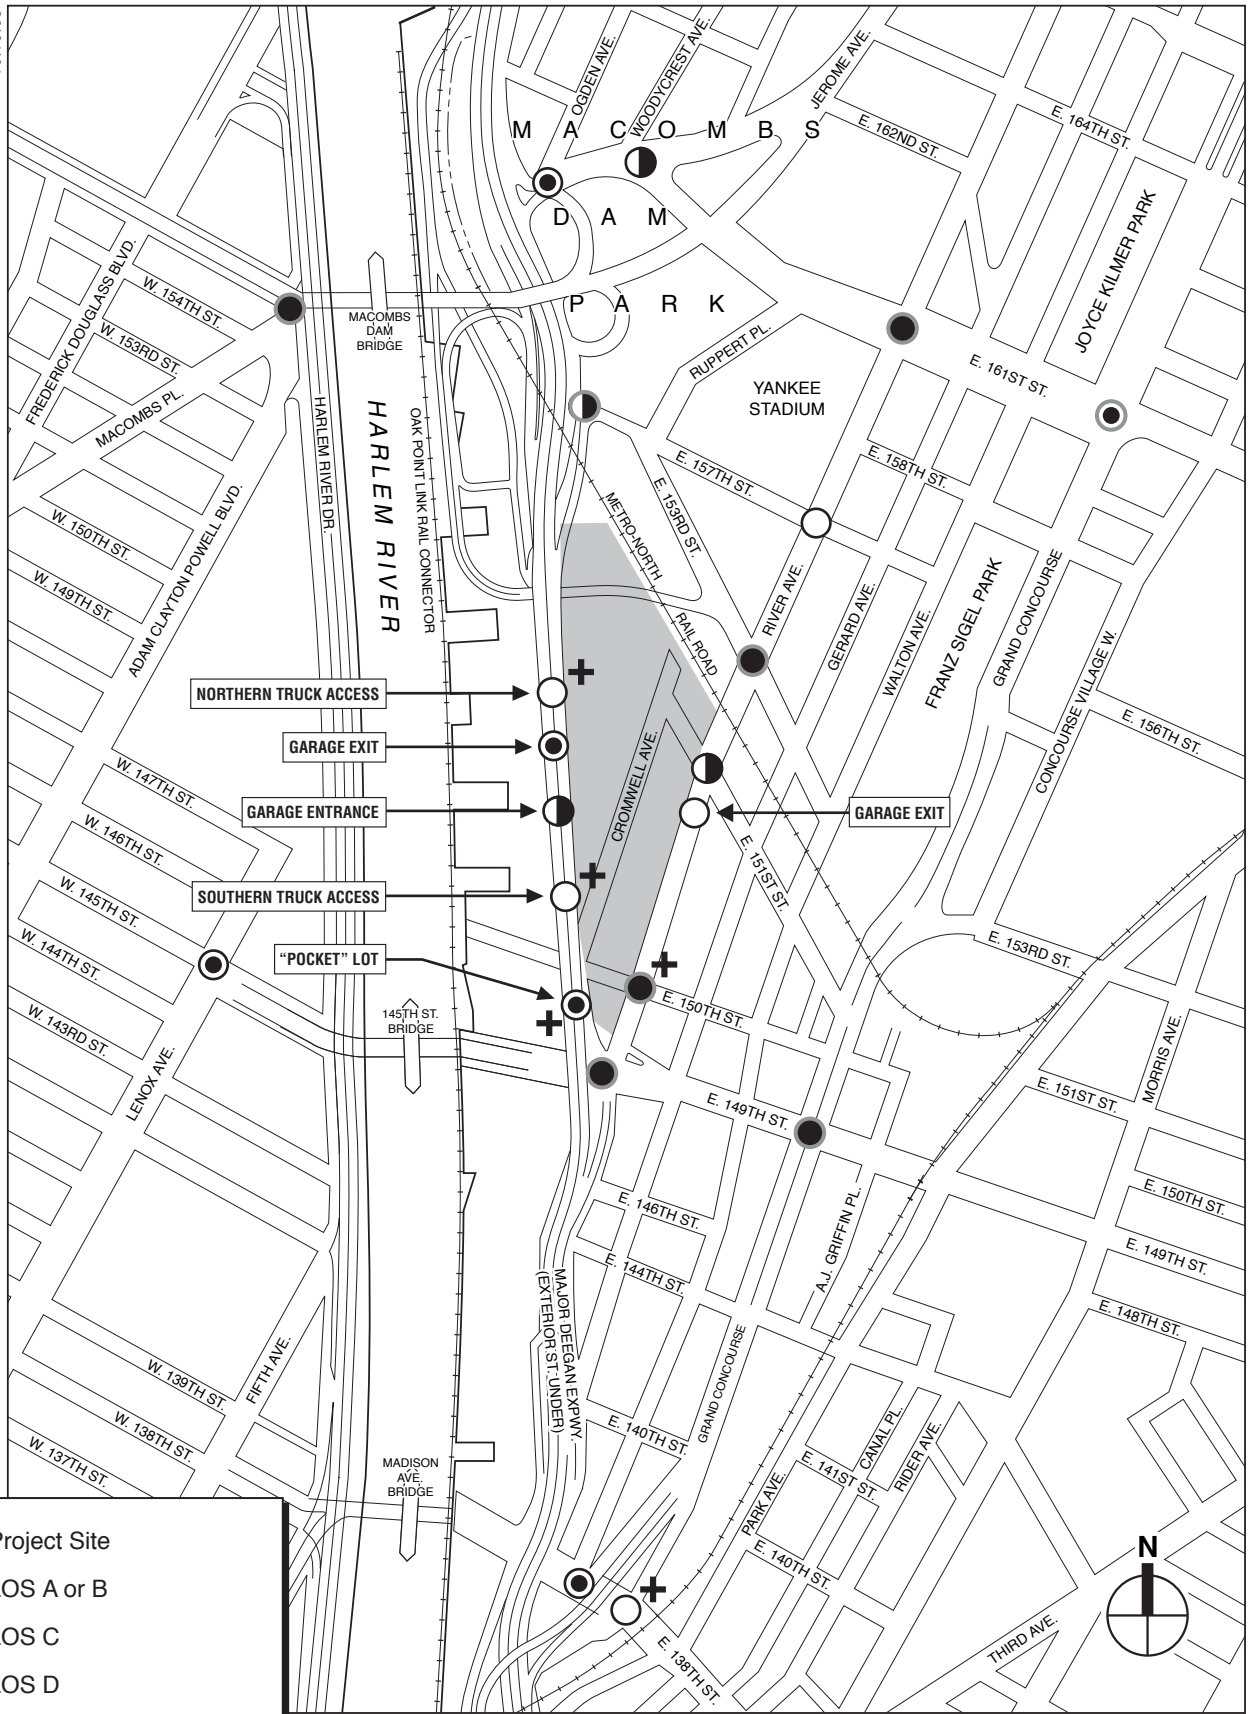 OGDEN AVE.
WOODYCREST AVE.
JEROME AVE.
E. 164TH ST.
E. 162ND ST.
MACOMBS
DAM
PARK
JOYCE KILMER PARK
FREDERICK DOUGLASS BLVD.
W. 154TH ST.
W. 153RD ST.
MACOMBS PL.
MACOMBS
DAM
BRIDGE
RUPPERT PL.
YANKEE
STADIUM
E. 161ST ST.
HARLEM RIVER DR.
HARLEM RIVER
OAK POINT LINK RAIL CONNECTOR
E. 157TH ST.
E. 158TH ST.
E. 153RD ST.
METRO-NORTH
RAIL ROAD
W. 150TH ST.
W. 149TH ST.
ADAM CLAYTON POWELL BLVD.
RIVER AVE.
GERARD AVE.
WALTON AVE.
FRANZ SIGEL PARK
GRAND CONCOURSE
CONCOURSE VILLAGE W.
E. 156TH ST.
NORTHERN TRUCK ACCESS
GARAGE EXIT
GARAGE ENTRANCE
CROMWELL AVE.
GARAGE EXIT
E. 151ST ST.
W. 147TH ST.
W. 146TH ST.
W. 145TH ST.
W. 144TH ST.
W. 143RD ST.
SOUTHERN TRUCK ACCESS
“POCKET” LOT
145TH ST.
BRIDGE
E. 153RD ST.
E. 150TH ST.
LENOX AVE.
E. 149TH ST.
MORRIS AVE.
E. 151ST ST.
E. 150TH ST.
E. 149TH ST.
E. 148TH ST.
E. 146TH ST.
E. 144TH ST.
A.J. GRIFFIN PL.
MAJOR DEEGAN EXPWY.
(EXTERIOR ST. UNDER)
GRAND CONCOURSE
FIFTH AVE.
W. 139TH ST.
W. 138TH ST.
W. 137TH ST.
E. 140TH ST.
CANAL PL.
RIDER AVE.
E. 141ST ST.
PARK AVE.
E. 140TH ST.
MADISON
AVE.
BRIDGE
N
THIRD AVE.
E. 138TH ST.
Project Site
LOS A or B
LOS C
LOS D